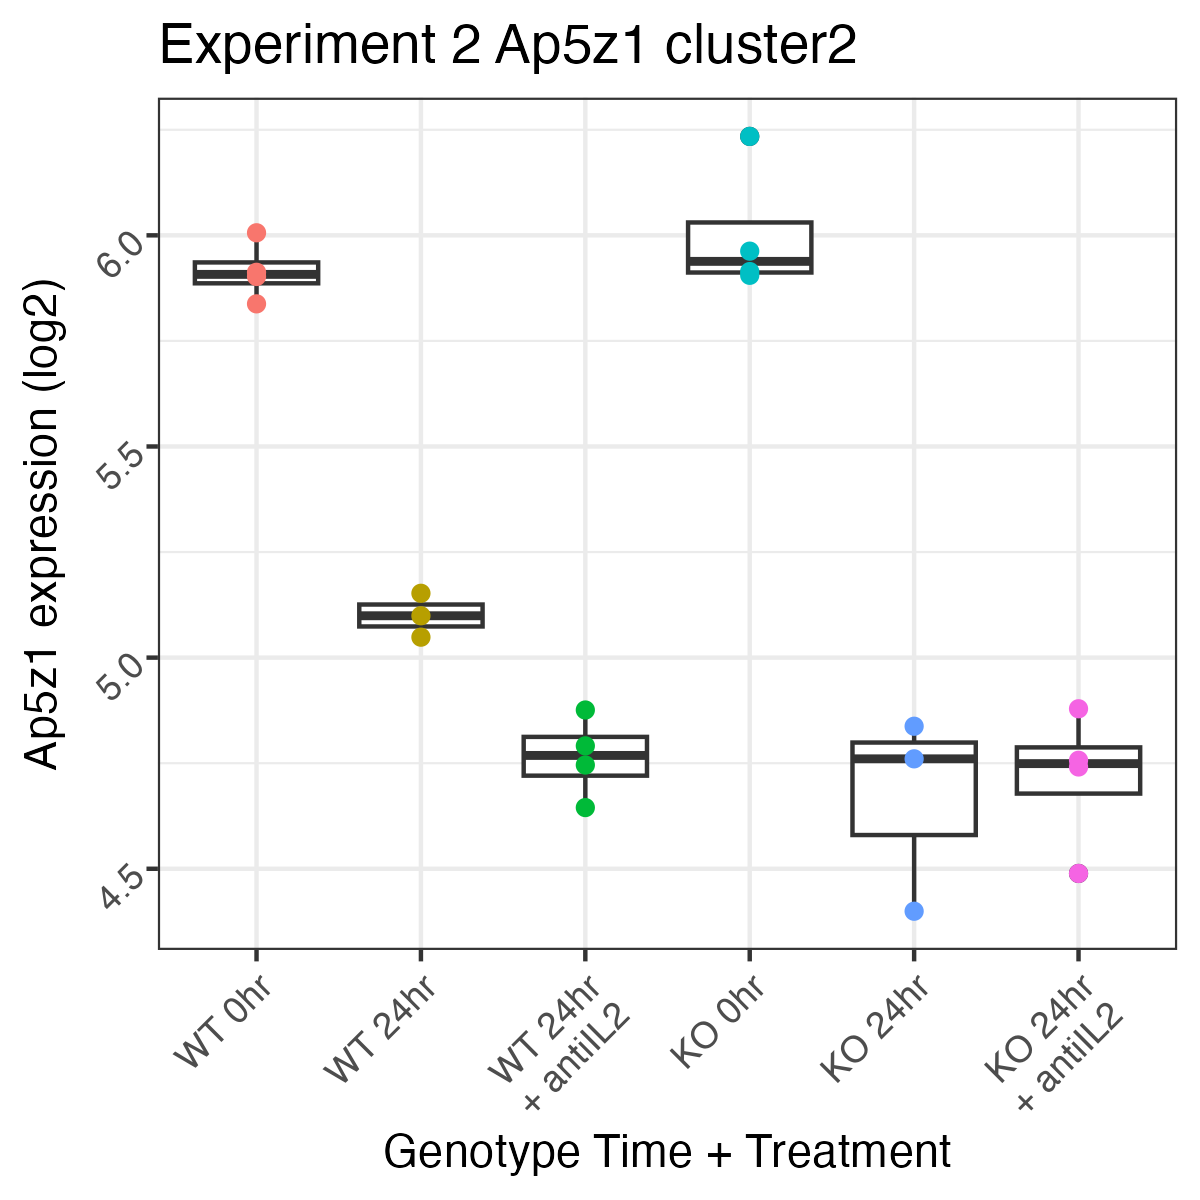 Experiment 2 Ap5z1 cluster2
Ap5z1 expression (log2)
6.0
5.5
5.0
4.5
WT 0hr
WT 24hr
WT 24hr
+ antiIL2
KO 0hr
KO 24hr
KO 24hr
+ antiIL2
Genotype Time + Treatment